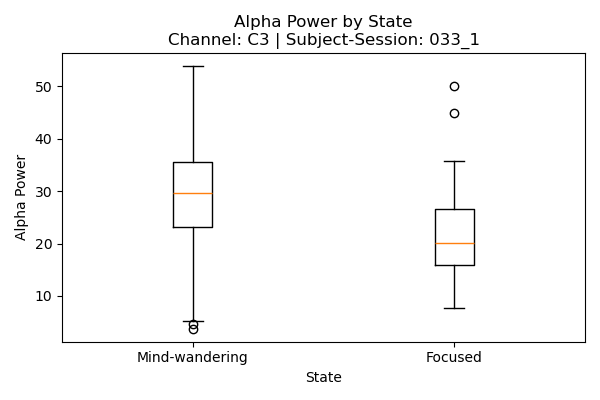 Alpha Power by State
Channel: C3 | Subject-Session: 033_1
Alpha Power
50
40
30
20
10
Mind-wandering
Focused
State